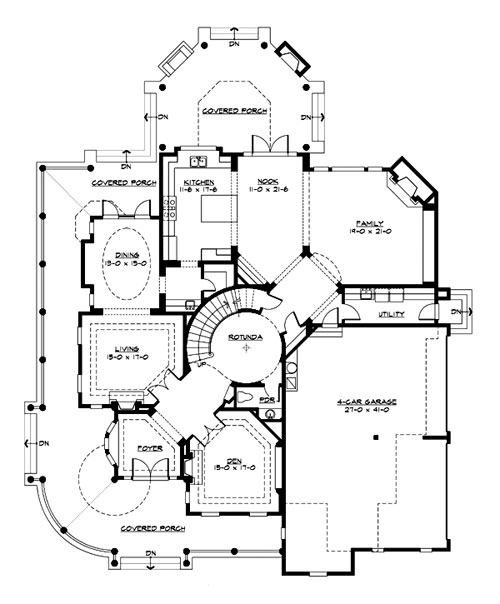 DN
COVERED PORCH
DN
DN
DN
COVERED PORCH
KITCHEN
11-8 x 17-8
NOOK
11-0 x 21-8
FAMILY
19-0 x 21-0
DINING
13-0 x 15-0
UTILITY
DN
ROTUNDA
LIVING
15-0 x 17-0
PDR
4-CAR GARAGE
27-0 x 41-0
DN
FOYER
DEN
13-0 x 17-0
COVERED PORCH
DN